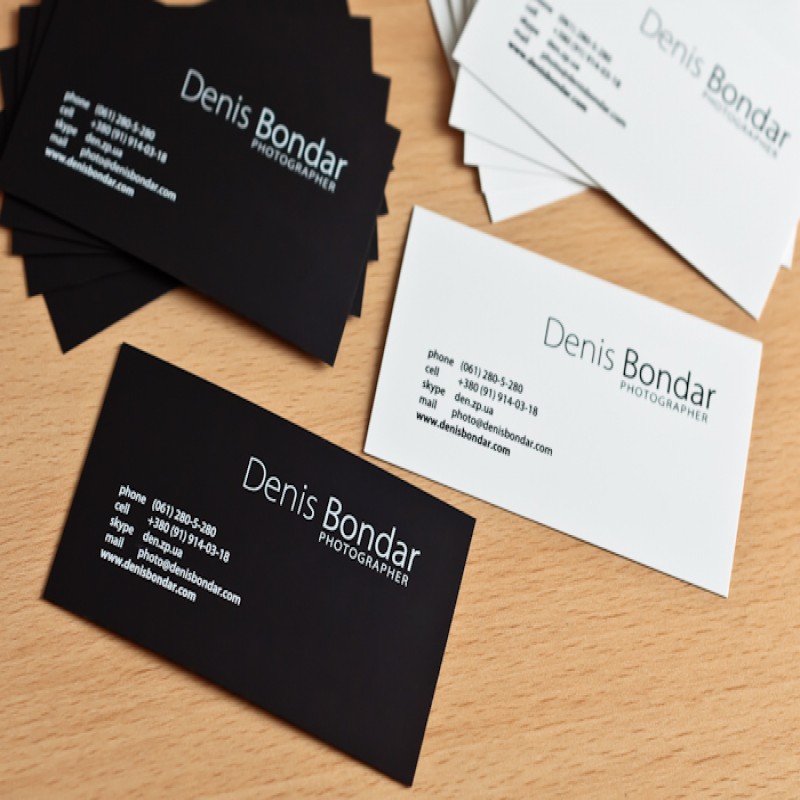 Denis Bondar
PHOTOGRAPHER
phone (061) 280-5-280
cell +380 (91) 914-03-18
skype den.zp.ua
mail photo@denisbondar.com
www.denisbondar.com
Denis Bondar
PHOTOGRAPHER
phone (061) 280-5-280
cell +380 (91) 914-03-18
skype den.zp.ua
mail photo@denisbondar.com
www.denisbondar.com
Denis Bondar
PHOTOGRAPHER
phone (061) 280-5-280
cell +380 (91) 914-03-18
skype den.zp.ua
mail photo@denisbondar.com
www.denisbondar.com
Denis Bondar
PHOTOGRAPHER
phone (061) 280-5-280
cell +380 (91) 914-03-18
skype den.zp.ua
mail photo@denisbondar.com
www.denisbondar.com